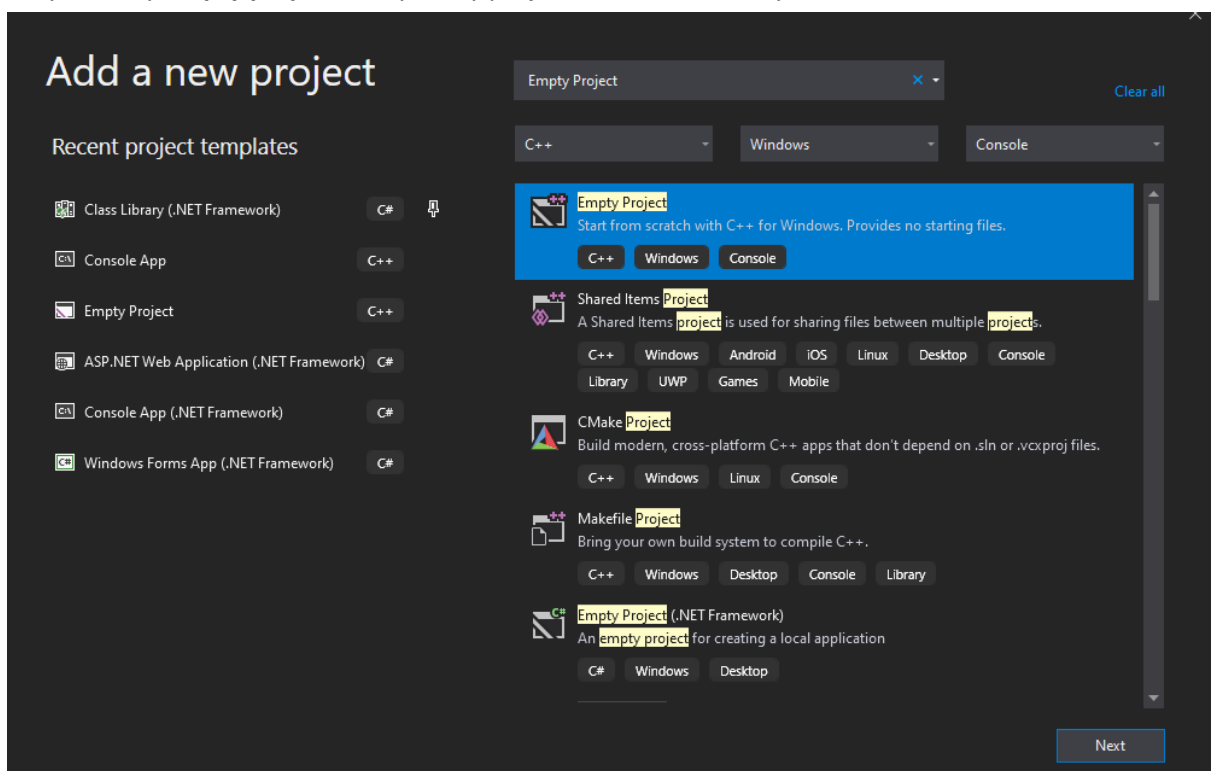 Add a new project
Empty Project
Clear all
Recent project templates
C++
Windows
Console
Class Library (.NET Framework)
C#
Console App
C++
Empty Project
C++
ASP.NET Web Application (.NET Framework)
C#
Console App (.NET Framework)
C#
Windows Forms App (.NET Framework)
C#
Empty Project
Start from scratch with C++ for Windows. Provides no starting files.
C++ Windows Console
Shared Items Project
A Shared Items project is used for sharing files between multiple projects.
C++ Windows Android iOS Linux Desktop Console
Library UWP Games Mobile
CMake Project
Build modern, cross-platform C++ apps that don't depend on .sln or .vcxproj files.
C++ Windows Linux Console
Makefile Project
Bring your own build system to compile C++.
C++ Windows Desktop Console Library
Empty Project (.NET Framework)
An empty project for creating a local application
C# Windows Desktop
Next